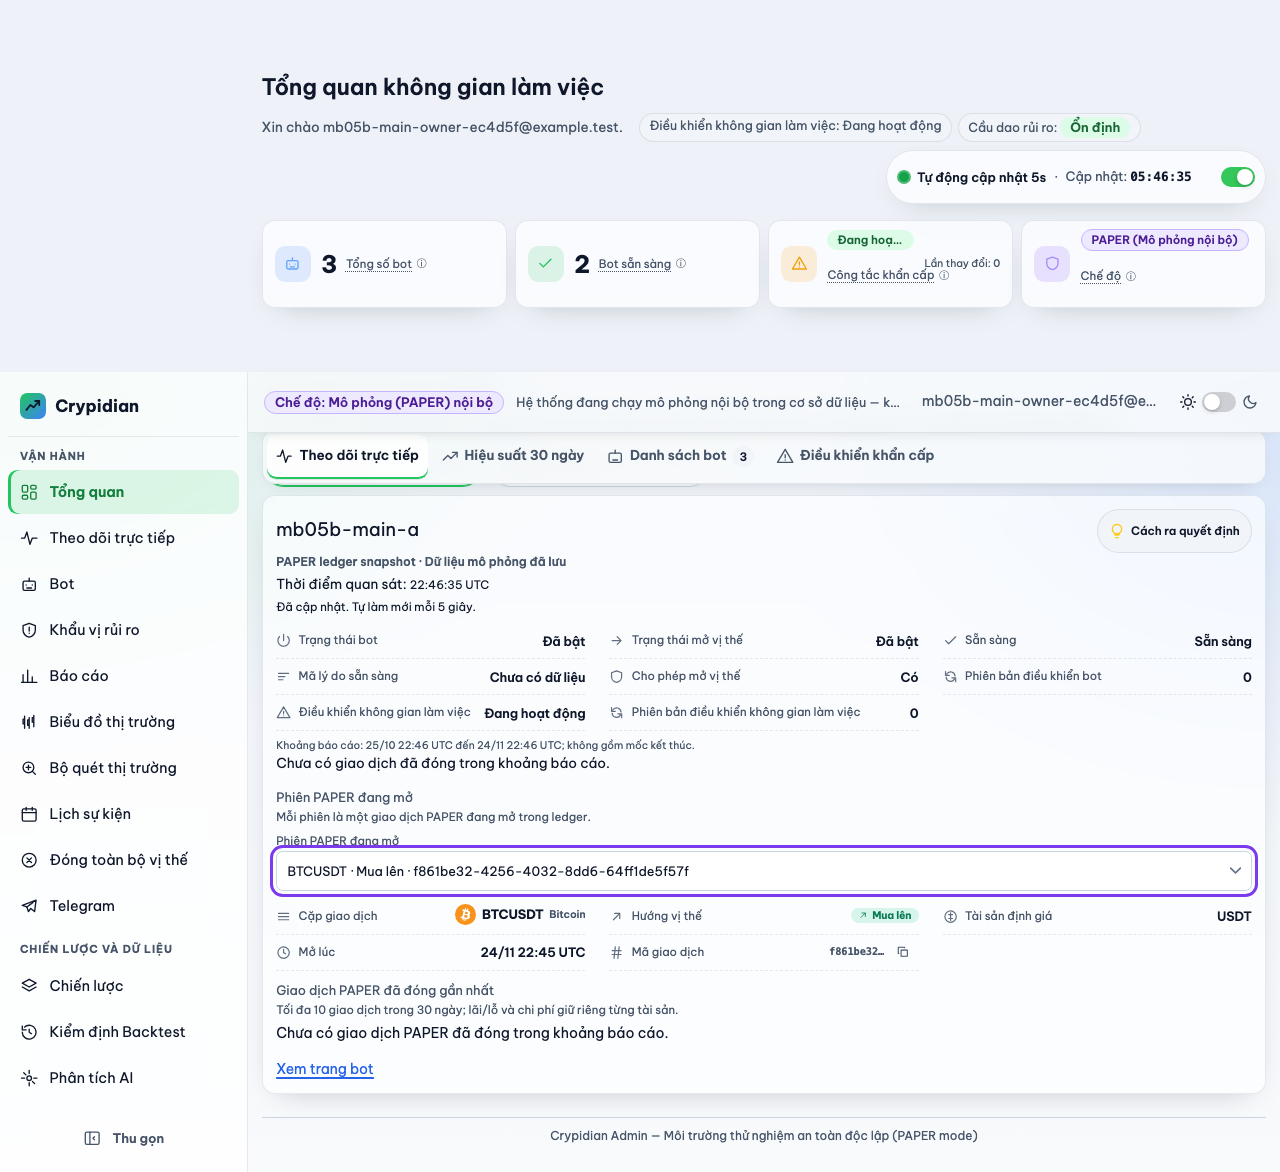 Tổng quan không gian làm việc
Xin chào mb05b-main-owner-ec4d5f@example.test.
Điều khiển không gian làm việc: Đang hoạt động
Cầu dao rủi ro: Ổn định
Tự động cập nhật 5s · Cập nhật: 05:46:35
3 Tổng số bot
2 Bot sẵn sàng
Đang hoạ...
Lần thay đổi: 0
Công tắc khẩn cấp
PAPER (Mô phỏng nội bộ)
Chế độ
Crypidian
VẬN HÀNH
Tổng quan
Theo dõi trực tiếp
Bot
Khẩu vị rủi ro
Báo cáo
Biểu đồ thị trường
Bộ quét thị trường
Lịch sự kiện
Đóng toàn bộ vị thế
Telegram
CHIẾN LƯỢC VÀ DỮ LIỆU
Chiến lược
Kiểm định Backtest
Phân tích AI
Thu gọn
Chế độ: Mô phỏng (PAPER) nội bộ
Hệ thống đang chạy mô phỏng nội bộ trong cơ sở dữ liệu — k...
mb05b-main-owner-ec4d5f@e...
Theo dõi trực tiếp
Hiệu suất 30 ngày
Danh sách bot 3
Điều khiển khẩn cấp
mb05b-main-a
Cách ra quyết định
PAPER ledger snapshot · Dữ liệu mô phỏng đã lưu
Thời điểm quan sát: 22:46:35 UTC
Đã cập nhật. Tự làm mới mỗi 5 giây.
Trạng thái bot Đã bật
Trạng thái mở vị thế Đã bật
Sẵn sàng Sẵn sàng
Mã lý do sẵn sàng Chưa có dữ liệu
Cho phép mở vị thế Có
Phiên bản điều khiển bot 0
Điều khiển không gian làm việc Đang hoạt động
Phiên bản điều khiển không gian làm việc 0
Khoảng báo cáo: 25/10 22:46 UTC đến 24/11 22:46 UTC; không gồm mốc kết thúc.
Chưa có giao dịch đã đóng trong khoảng báo cáo.
Phiên PAPER đang mở
Mỗi phiên là một giao dịch PAPER đang mở trong ledger.
Phiên PAPER đang mở
BTCUSDT · Mua lên · f861be32-4256-4032-8dd6-64ff1de5f57f
Cặp giao dịch BTCUSDT Bitcoin
Hướng vị thế Mua lên
Tài sản định giá USDT
Mở lúc 24/11 22:45 UTC
Mã giao dịch f861be32…
Giao dịch PAPER đã đóng gần nhất
Tối đa 10 giao dịch trong 30 ngày; lãi/lỗ và chi phí giữ riêng từng tài sản.
Chưa có giao dịch PAPER đã đóng trong khoảng báo cáo.
Xem trang bot
Crypidian Admin — Môi trường thử nghiệm an toàn độc lập (PAPER mode)